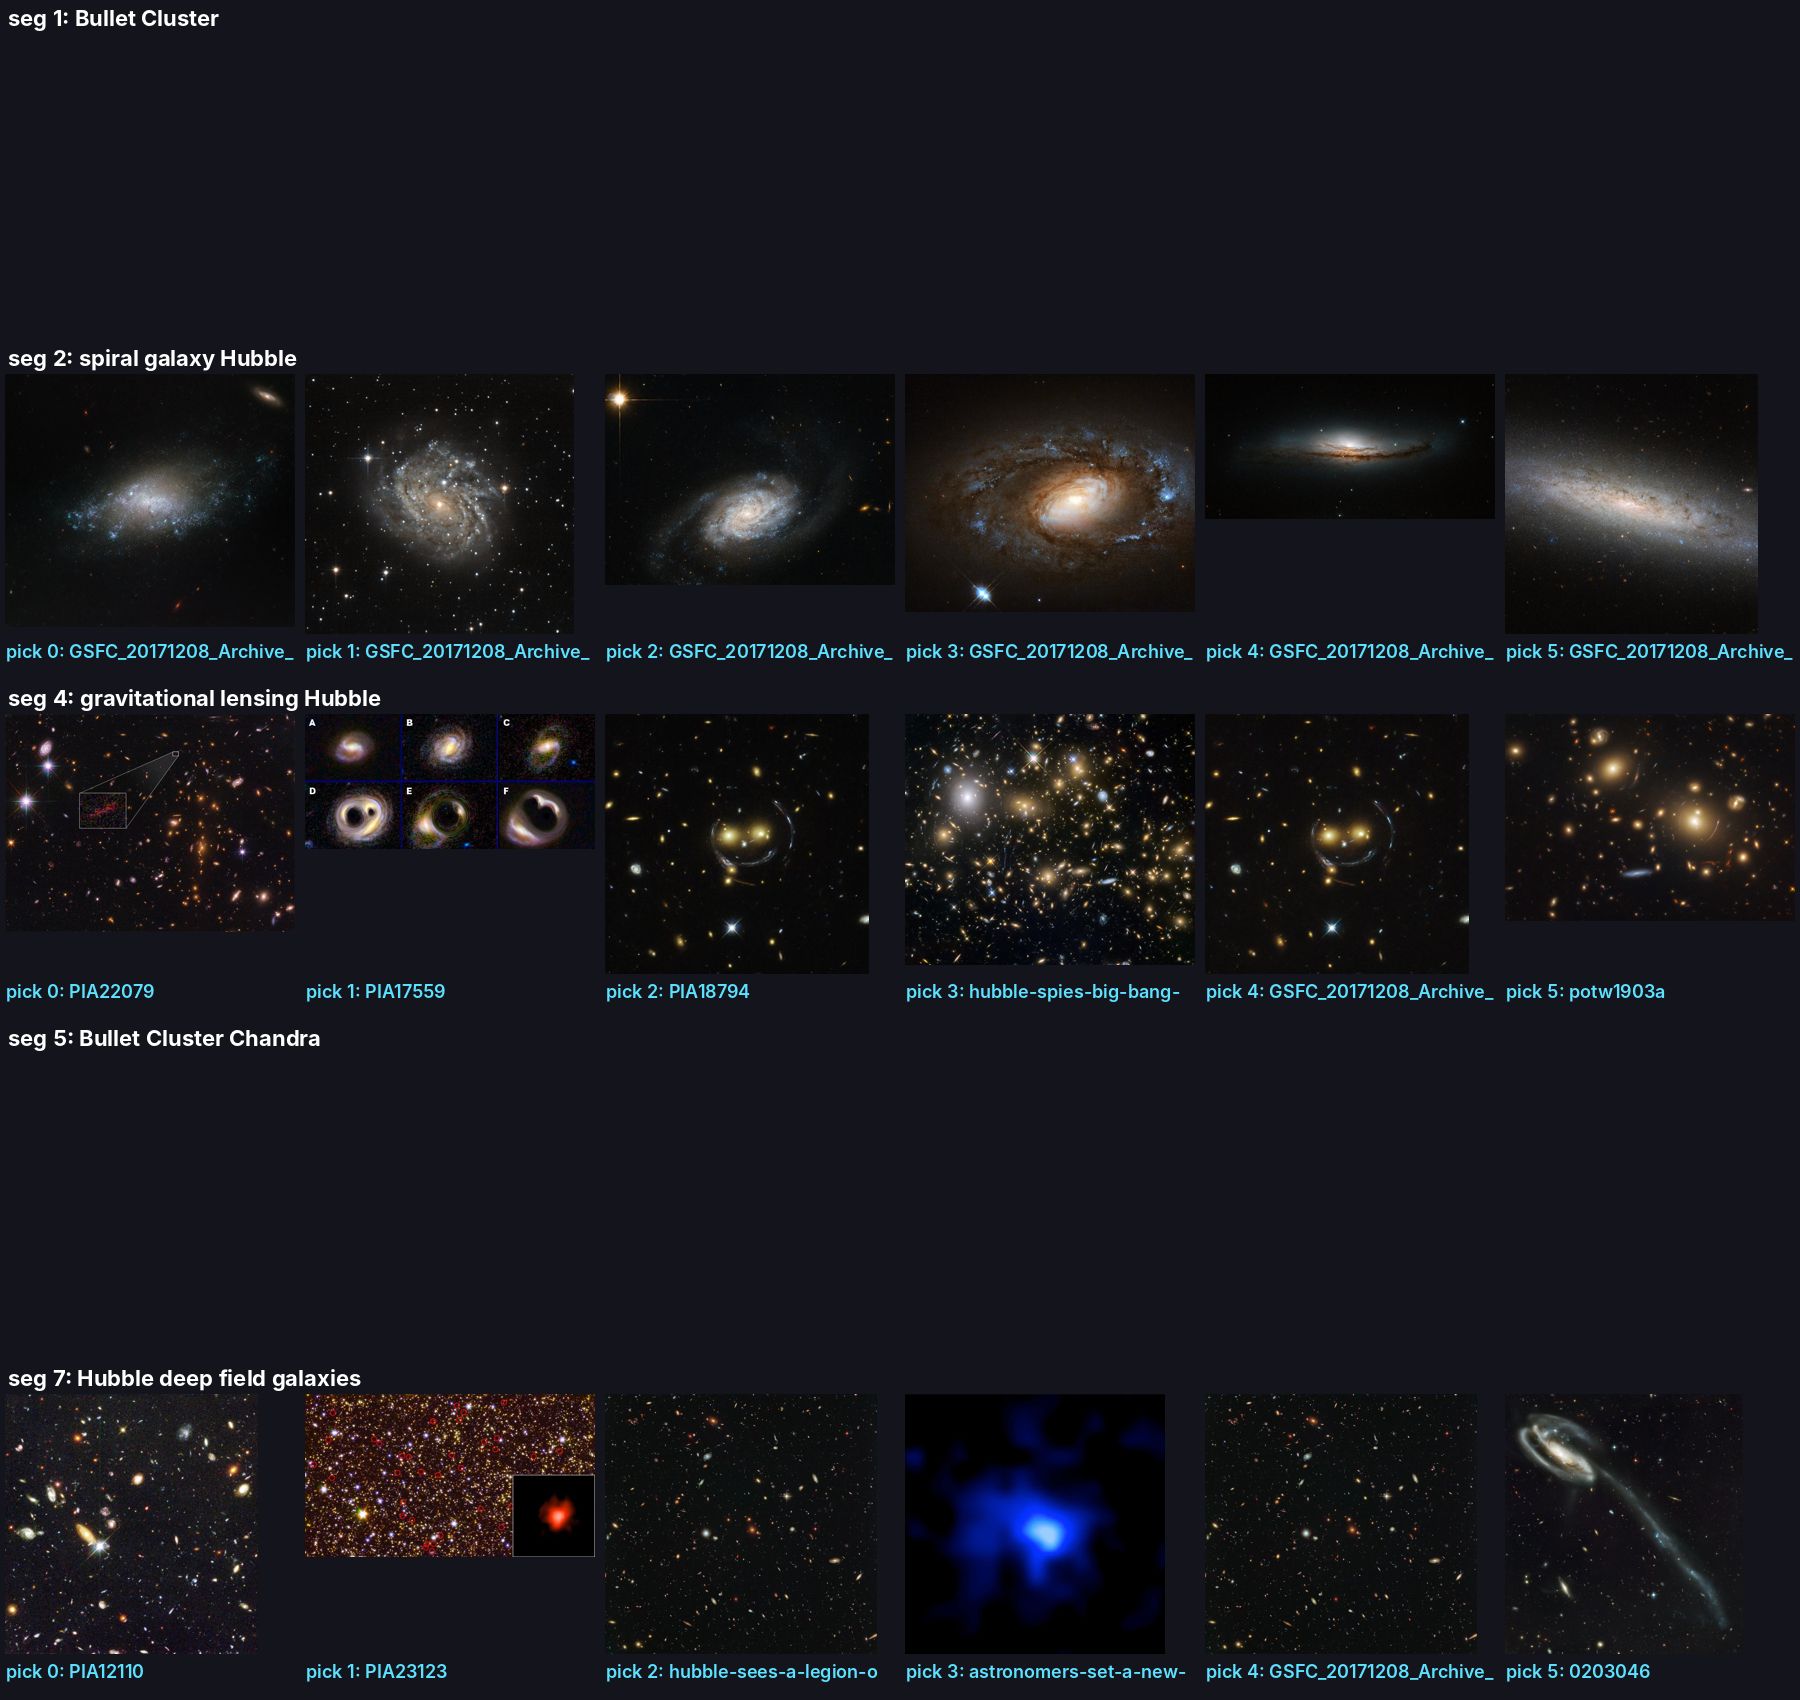 seg 1: Bullet Cluster
seg 2: spiral galaxy Hubble
pick 0: GSFC_20171208_Archive_
pick 1: GSFC_20171208_Archive_
pick 2: GSFC_20171208_Archive_
pick 3: GSFC_20171208_Archive_
pick 4: GSFC_20171208_Archive_
pick 5: GSFC_20171208_Archive_
seg 4: gravitational lensing Hubble
A
B
C
D
E
F
pick 0: PIA22079
pick 1: PIA17559
pick 2: PIA18794
pick 3: hubble-spies-big-bang-
pick 4: GSFC_20171208_Archive_
pick 5: potw1903a
seg 5: Bullet Cluster Chandra
seg 7: Hubble deep field galaxies
pick 0: PIA12110
pick 1: PIA23123
pick 2: hubble-sees-a-legion-o
pick 3: astronomers-set-a-new-
pick 4: GSFC_20171208_Archive_
pick 5: 0203046